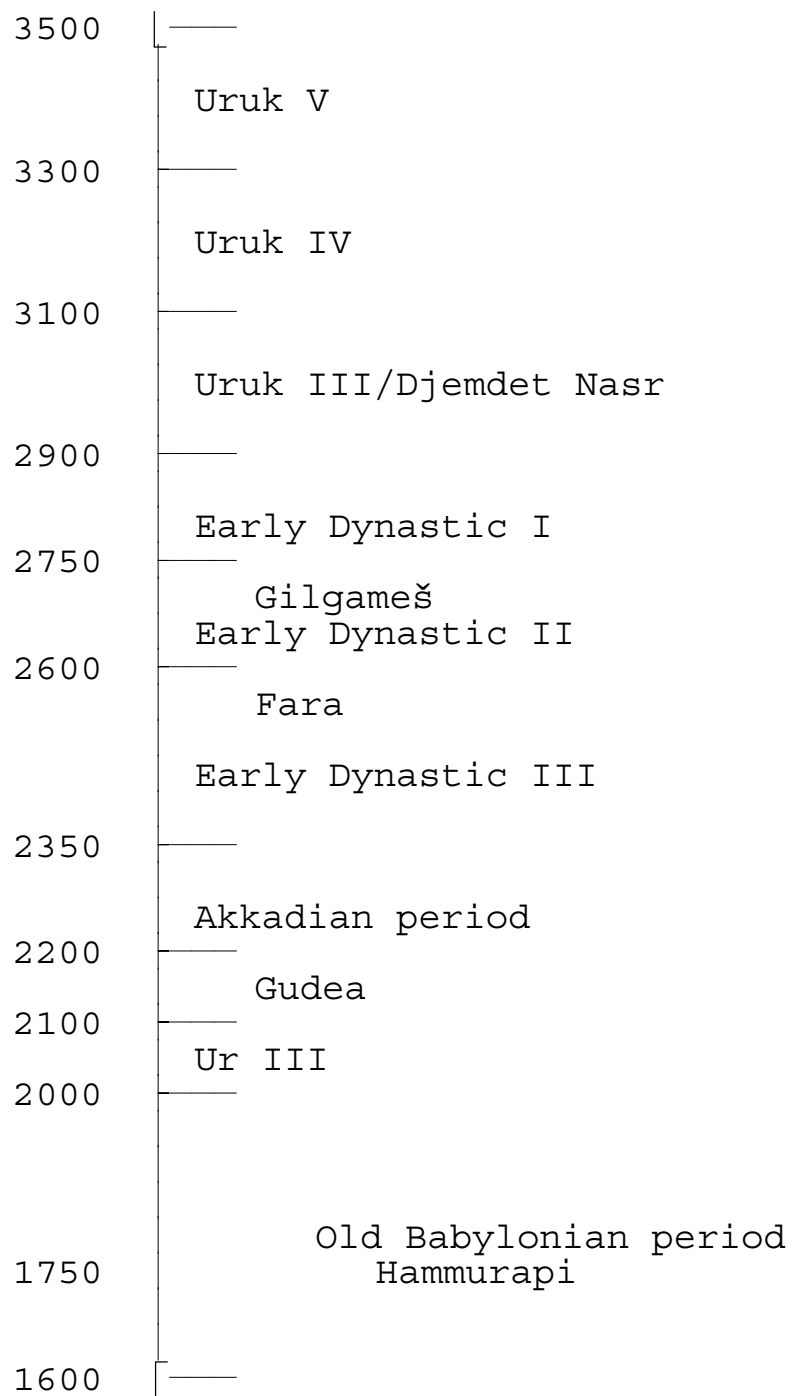 3500
Uruk V
3300
Uruk IV
3100
Uruk III/Djemdet Nasr
2900
Early Dynastic I
2750
Gilgameš
Early Dynastic II
2600
Fara
Early Dynastic III
2350
Akkadian period
2200
Gudea
2100
Ur III
2000
Old Babylonian period
1750 Hammurapi
1600